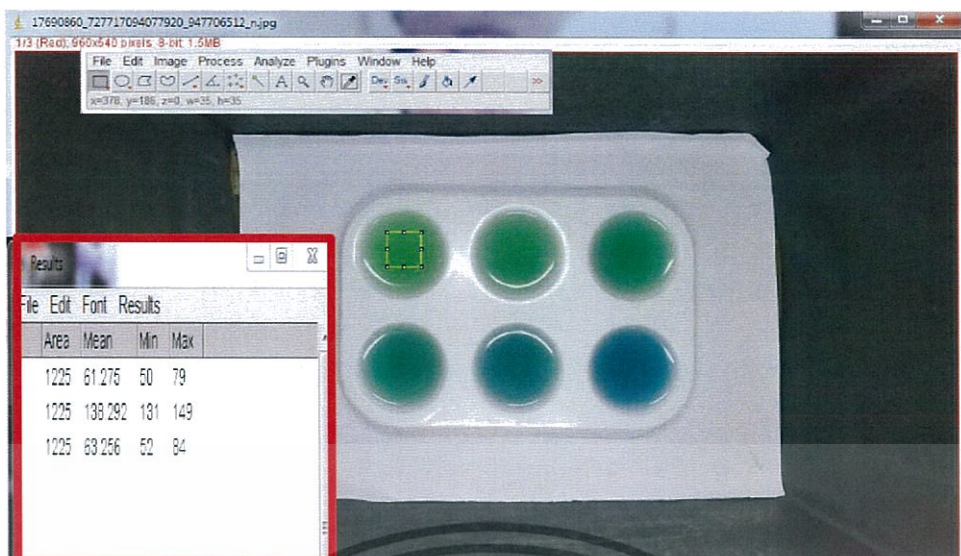 17690860_727717094077920_947706512_n.jpg
1/3 (Red); 960x540 pixels; 8-bit; 1.5MB
File Edit Image Process Analyze Plugins Window Help
A Dev Stk >>
x=378, y=186, z=0, w=35, h=35
Results
File Edit Font Results
Area Mean Min Max
1225 61.275 50 79
1225 138.292 131 149
1225 63.256 52 84